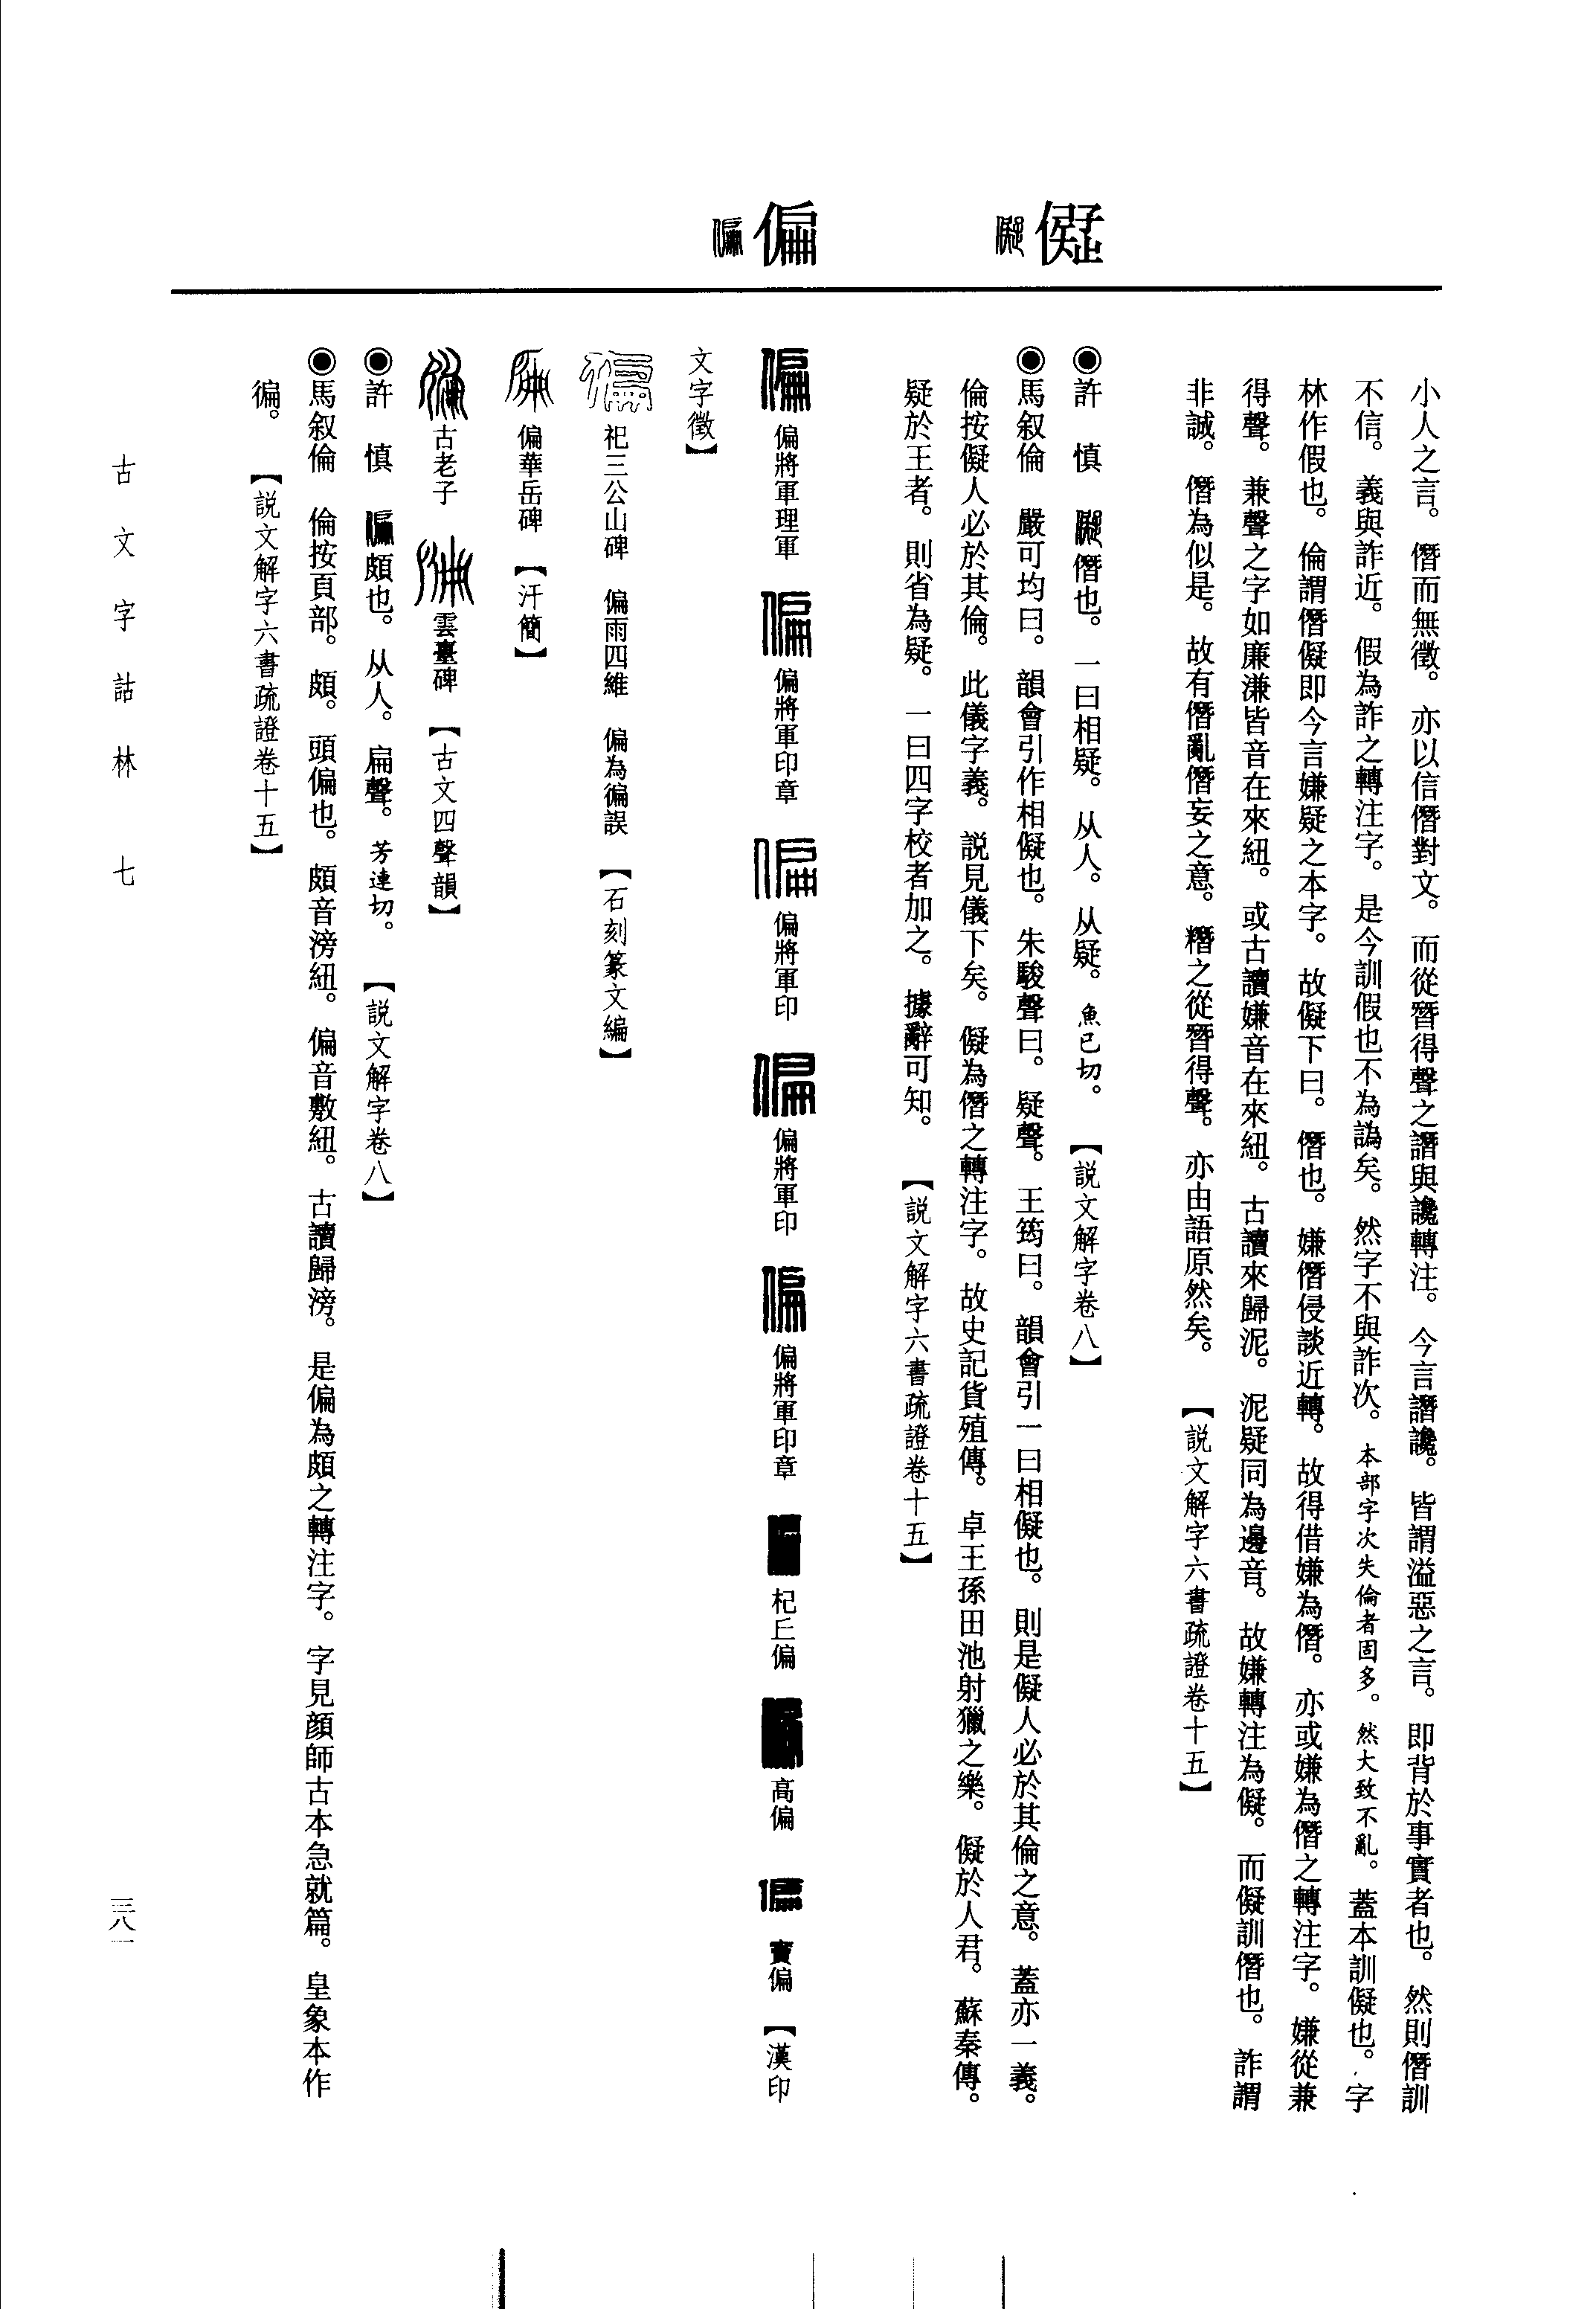 儗
偏
小人之言。僭而無徵。亦以信僭對文。而從朁得聲之譖與讒轉注。今言譖讒。皆謂溢惡之言。即背於事實者也。然則僭訓
不信。義與詐近。假為詐之轉注字。是今訓假也不為譌矣。然字不與詐次。本部字次失倫者固多。然大致不亂。蓋本訓儗也。字
林作假也。倫謂僭儗即今言嫌疑之本字。故儗下曰。僭也。嫌僭侵談近轉。故得借嫌為僭。亦或嫌為僭之轉注字。嫌從兼
得聲。兼聲之字如廉溓皆音在來紐。或古讀嫌音在來紐。古讀來歸泥。泥疑同為邊音。故嫌轉注為儗。而儗訓僭也。詐謂
非誠。僭為似是。故有僭亂僭妄之意。糣之從朁得聲。亦由語原然矣。【説文解字六書疏證卷十五】
◉許　慎　儗僭也。一曰相疑。从人。从疑。魚已切。【説文解字卷八】
◉馬叙倫　嚴可均曰。韻會引作相儗也。朱駿聲曰。疑聲。王筠曰。韻會引一曰相儗也。則是儗人必於其倫之意。蓋亦一義。
倫按儗人必於其倫。此儀字義。説見儀下矣。儗為僭之轉注字。故史記貨殖傳。卓王孫田池射獵之樂。儗於人君。蘇秦傳。
疑於王者。則省為疑。一曰四字校者加之。據辭可知。【説文解字六書疏證卷十五】
偏將軍理軍　偏將軍印章　偏將軍印　偏將軍印　偏將軍印章　杞丘偏　高偏　竇偏　【漢印
文字徵】
祀三公山碑　偏雨四維　偏為徧誤　【石刻篆文編】
偏華岳碑　【汗簡】
古老子　雲臺碑　【古文四聲韻】
◉許　慎　偏頗也。从人。扁聲。芳連切。【説文解字卷八】
◉馬叙倫　倫按頁部。頗。頭偏也。頗音滂紐。偏音敷紐。古讀歸滂。是偏為頗之轉注字。字見顔師古本急就篇。皇象本作
徧。【説文解字六書疏證卷十五】
古文字詁林　七
三八一